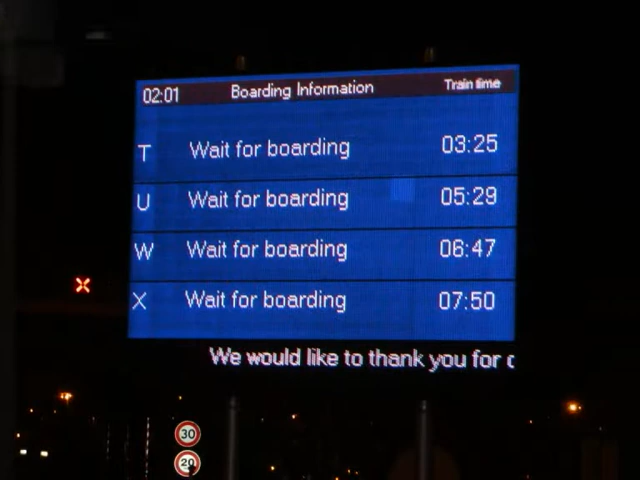 02:01 Boarding Information Train time
T Wait for boarding 03:25
U Wait for boarding 05:29
W Wait for boarding 06:47
X Wait for boarding 07:50
We would like to thank you for
30
20